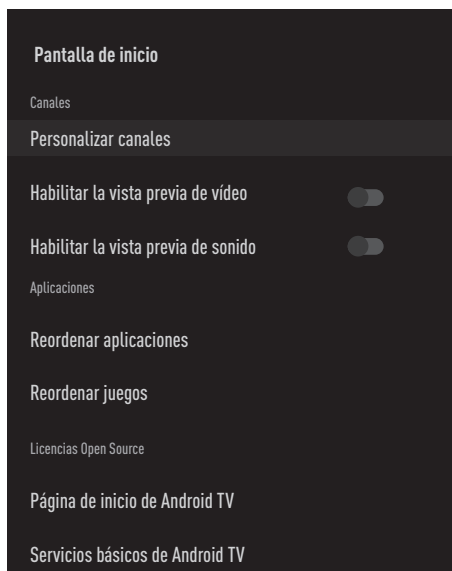 Pantalla de inicio
Canales
Personalizar canales
Habilitar la vista previa de vídeo
Habilitar la vista previa de sonido
Aplicaciones
Reordenar aplicaciones
Reordenar juegos
Licencias Open Source
Página de inicio de Android TV
Servicios básicos de Android TV